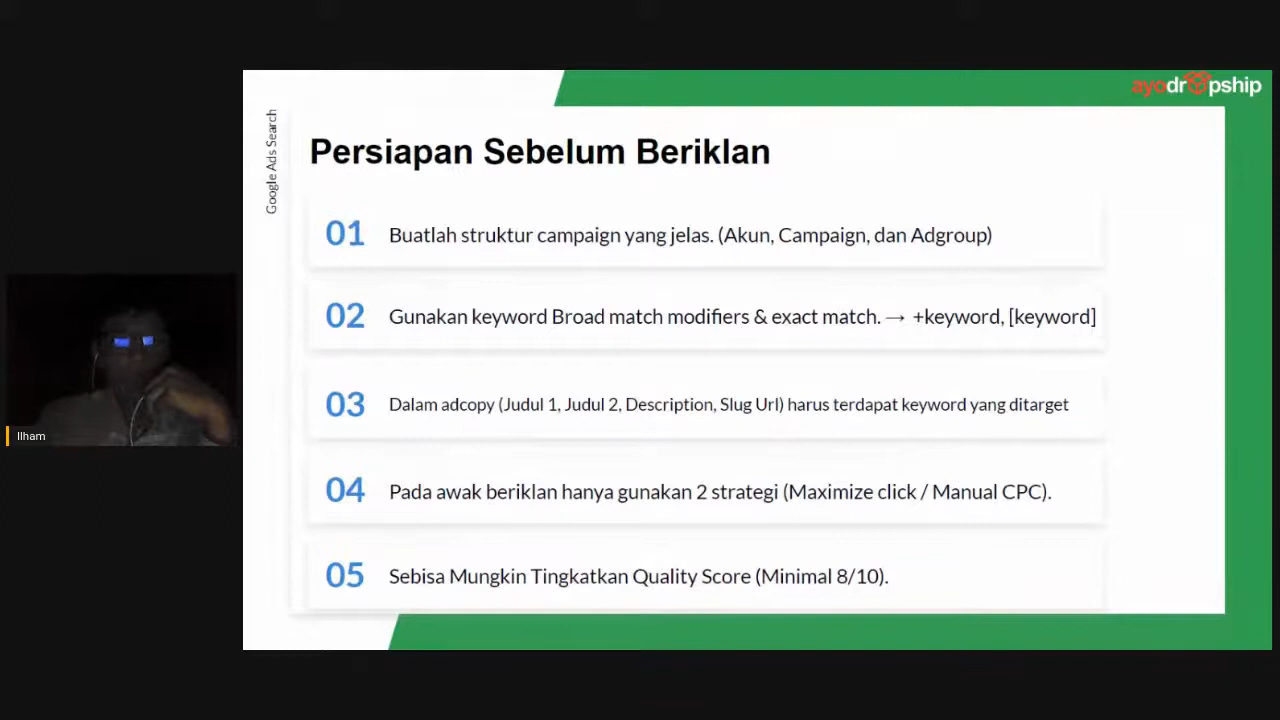 ayodropship
Google Ads Search
Persiapan Sebelum Beriklan
01 Buatlah struktur campaign yang jelas. (Akun, Campaign, dan Adgroup)
02 Gunakan keyword Broad match modifiers & exact match. → +keyword, [keyword]
03 Dalam adcopy (Judul 1, Judul 2, Description, Slug Url) harus terdapat keyword yang ditarget
04 Pada awak beriklan hanya gunakan 2 strategi (Maximize click / Manual CPC).
05 Sebisa Mungkin Tingkatkan Quality Score (Minimal 8/10).
Ilham